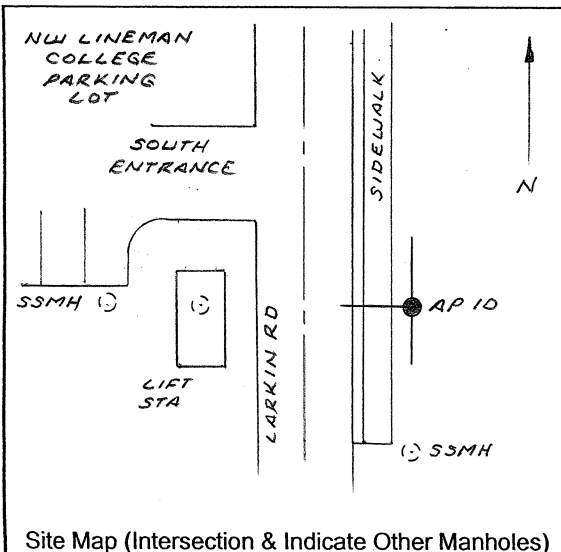 NW LINEMAN
COLLEGE
PARKING
LOT
SOUTH
ENTRANCE
SIDEWALK
N
SSMH
AP 10
LARKIN RD
LIFT
STA
SSMH
Site Map (Intersection & Indicate Other Manholes)